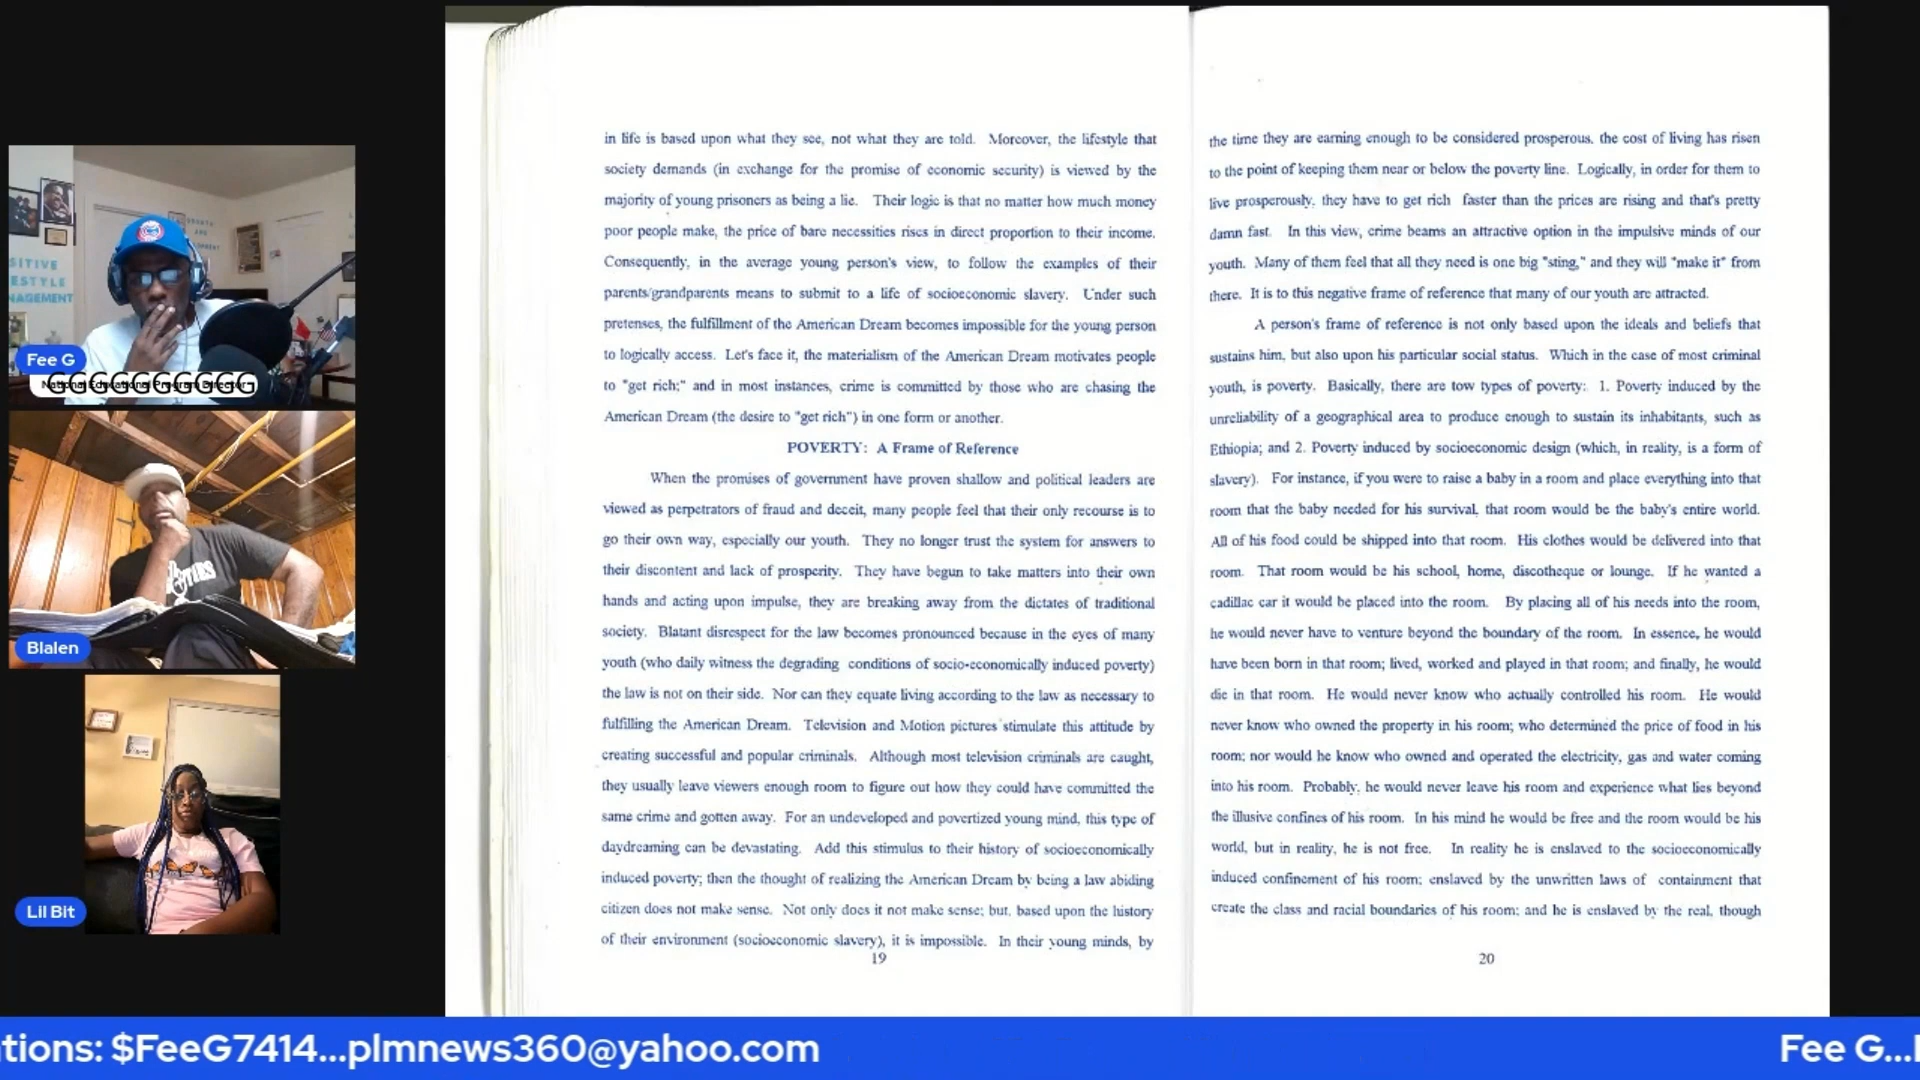 in life is based upon what they see, not what they are told. Moreover, the lifestyle that
society demands (in exchange for the promise of economic security) is viewed by the
majority of young prisoners as being a lie. Their logic is that no matter how much money
poor people make, the price of bare necessities rises in direct proportion to their income.
Consequently, in the average young person's view, to follow the examples of their
parents/grandparents means to submit to a life of socioeconomic slavery. Under such
pretenses, the fulfillment of the American Dream becomes impossible for the young person
to logically access. Let's face it, the materialism of the American Dream motivates people
to "get rich;" and in most instances, crime is committed by those who are chasing the
American Dream (the desire to "get rich") in one form or another.
POVERTY: A Frame of Reference
When the promises of government have proven shallow and political leaders are
viewed as perpetrators of fraud and deceit, many people feel that their only recourse is to
go their own way, especially our youth. They no longer trust the system for answers to
their discontent and lack of prosperity. They have begun to take matters into their own
hands and acting upon impulse, they are breaking away from the dictates of traditional
society. Blatant disrespect for the law becomes pronounced because in the eyes of many
youth (who daily witness the degrading conditions of socio-economically induced poverty)
the law is not on their side. Nor can they equate living according to the law as necessary to
fulfilling the American Dream. Television and Motion pictures stimulate this attitude by
creating successful and popular criminals. Although most television criminals are caught,
they usually leave viewers enough room to figure out how they could have committed the
same crime and gotten away. For an undeveloped and povertized young mind, this type of
daydreaming can be devastating. Add this stimulus to their history of socioeconomically
induced poverty; then the thought of realizing the American Dream by being a law abiding
citizen does not make sense. Not only does it not make sense; but, based upon the history
of their environment (socioeconomic slavery), it is impossible. In their young minds, by
19
the time they are earning enough to be considered prosperous, the cost of living has risen
to the point of keeping them near or below the poverty line. Logically, in order for them to
live prosperously, they have to get rich faster than the prices are rising and that's pretty
damn fast. In this view, crime beams an attractive option in the impulsive minds of our
youth. Many of them feel that all they need is one big "sting," and they will "make it" from
there. It is to this negative frame of reference that many of our youth are attracted.
A person's frame of reference is not only based upon the ideals and beliefs that
sustains him, but also upon his particular social status. Which in the case of most criminal
youth, is poverty. Basically, there are tow types of poverty: 1. Poverty induced by the
unreliability of a geographical area to produce enough to sustain its inhabitants, such as
Ethiopia; and 2. Poverty induced by socioeconomic design (which, in reality, is a form of
slavery). For instance, if you were to raise a baby in a room and place everything into that
room that the baby needed for his survival, that room would be the baby's entire world.
All of his food could be shipped into that room. His clothes would be delivered into that
room. That room would be his school, home, discotheque or lounge. If he wanted a
cadillac car it would be placed into the room. By placing all of his needs into the room,
he would never have to venture beyond the boundary of the room. In essence, he would
have been born in that room; lived, worked and played in that room; and finally, he would
die in that room. He would never know who actually controlled his room. He would
never know who owned the property in his room; who determined the price of food in his
room; nor would he know who owned and operated the electricity, gas and water coming
into his room. Probably, he would never leave his room and experience what lies beyond
the illusive confines of his room. In his mind he would be free and the room would be his
world, but in reality, he is not free. In reality he is enslaved to the socioeconomically
induced confinement of his room; enslaved by the unwritten laws of containment that
create the class and racial boundaries of his room; and he is enslaved by the real, though
20
SITIVE
ESTYLE
NAGEMENT
GROWTH
AND
Fee G
National Educational Program Director
Blalen
Lil Bit
tions: $FeeG7414...plmnews360@yahoo.com
Fee G...